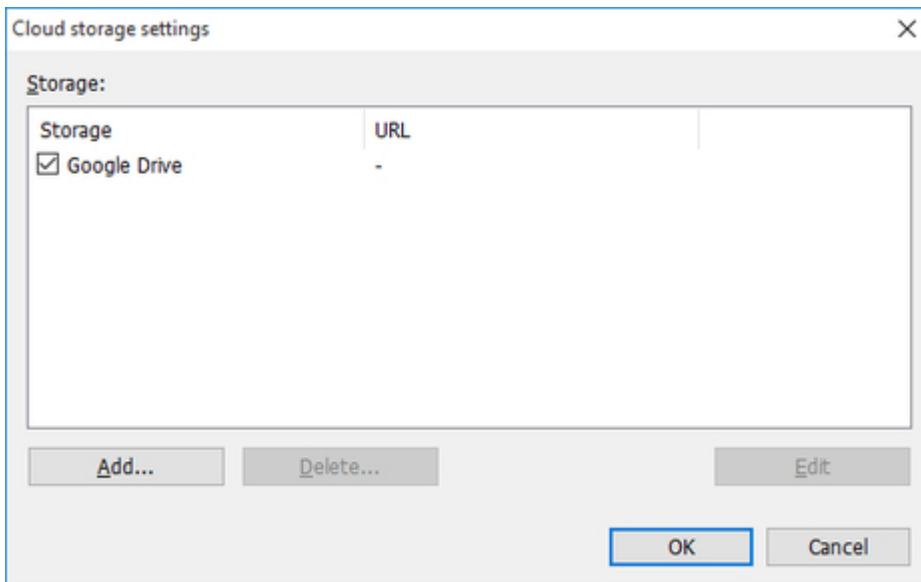 Cloud storage settings
Storage:
Storage URL
Google Drive -
Add... Delete... Edit
OK Cancel